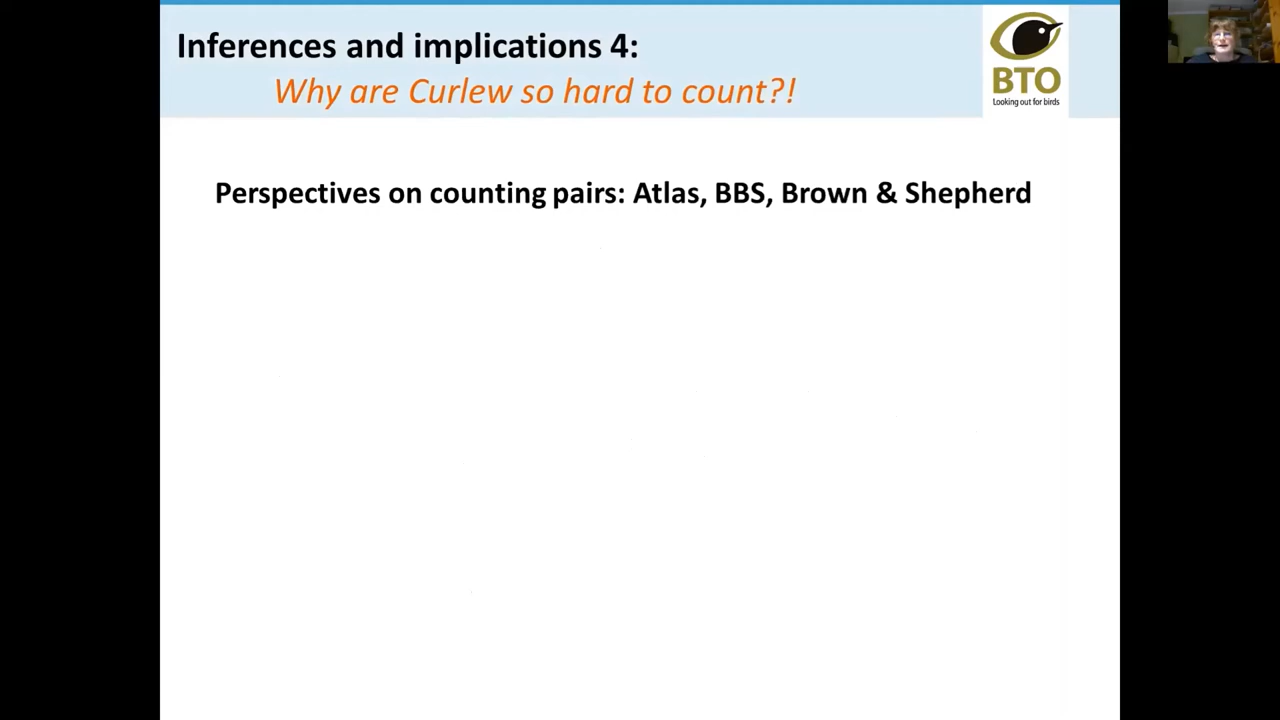 Inferences and implications 4:
Why are Curlew so hard to count?!
BTO
Looking out for birds
Perspectives on counting pairs: Atlas, BBS, Brown & Shepherd